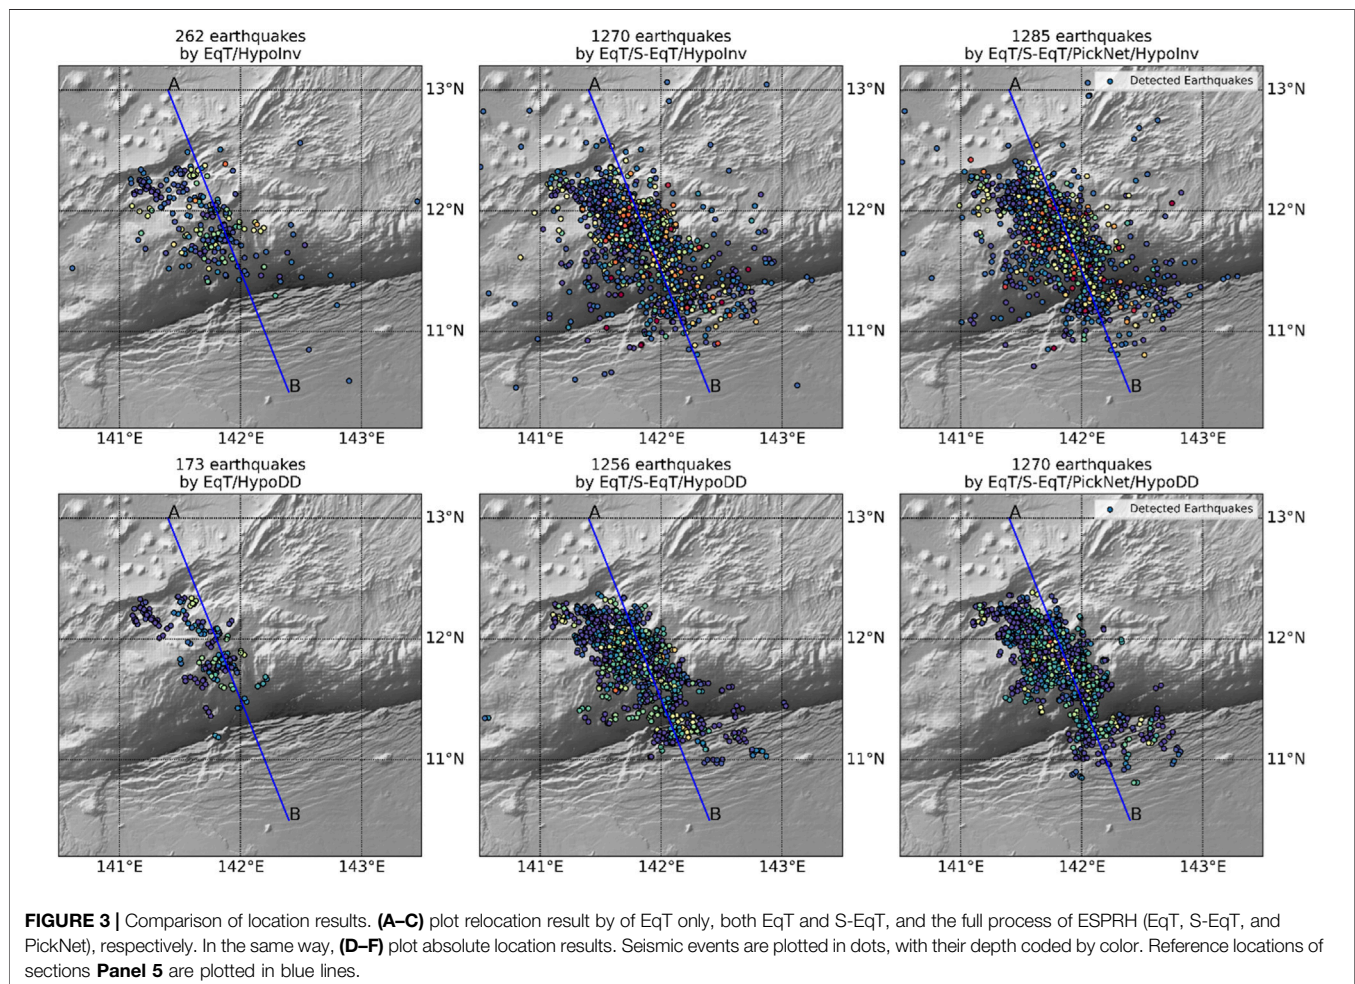 262 earthquakes
by EqT/HypoInv
1270 earthquakes
by EqT/S-EqT/HypoInv
1285 earthquakes
by EqT/S-EqT/PickNet/HypoInv
A
B
13°N
12°N
11°N
141°E
142°E
143°E
A
B
13°N
12°N
11°N
141°E
142°E
143°E
Detected Earthquakes
A
B
13°N
12°N
11°N
141°E
142°E
143°E
173 earthquakes
by EqT/HypoDD
1256 earthquakes
by EqT/S-EqT/HypoDD
1270 earthquakes
by EqT/S-EqT/PickNet/HypoDD
A
B
13°N
12°N
11°N
141°E
142°E
143°E
A
B
13°N
12°N
11°N
141°E
142°E
143°E
Detected Earthquakes
A
B
13°N
12°N
11°N
141°E
142°E
143°E
FIGURE 3 | Comparison of location results. (A–C) plot relocation result by of EqT only, both EqT and S-EqT, and the full process of ESPRH (EqT, S-EqT, and
PickNet), respectively. In the same way, (D–F) plot absolute location results. Seismic events are plotted in dots, with their depth coded by color. Reference locations of
sections Panel 5 are plotted in blue lines.